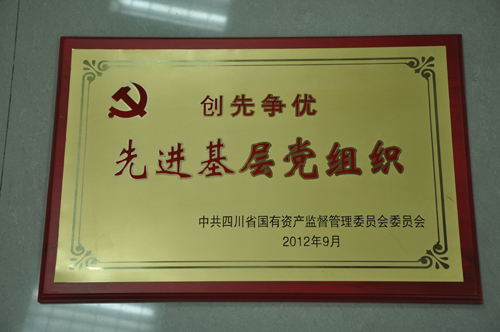 创先争优
先进基层党组织
中共四川省国有资产监督管理委员会委员会
2012年9月